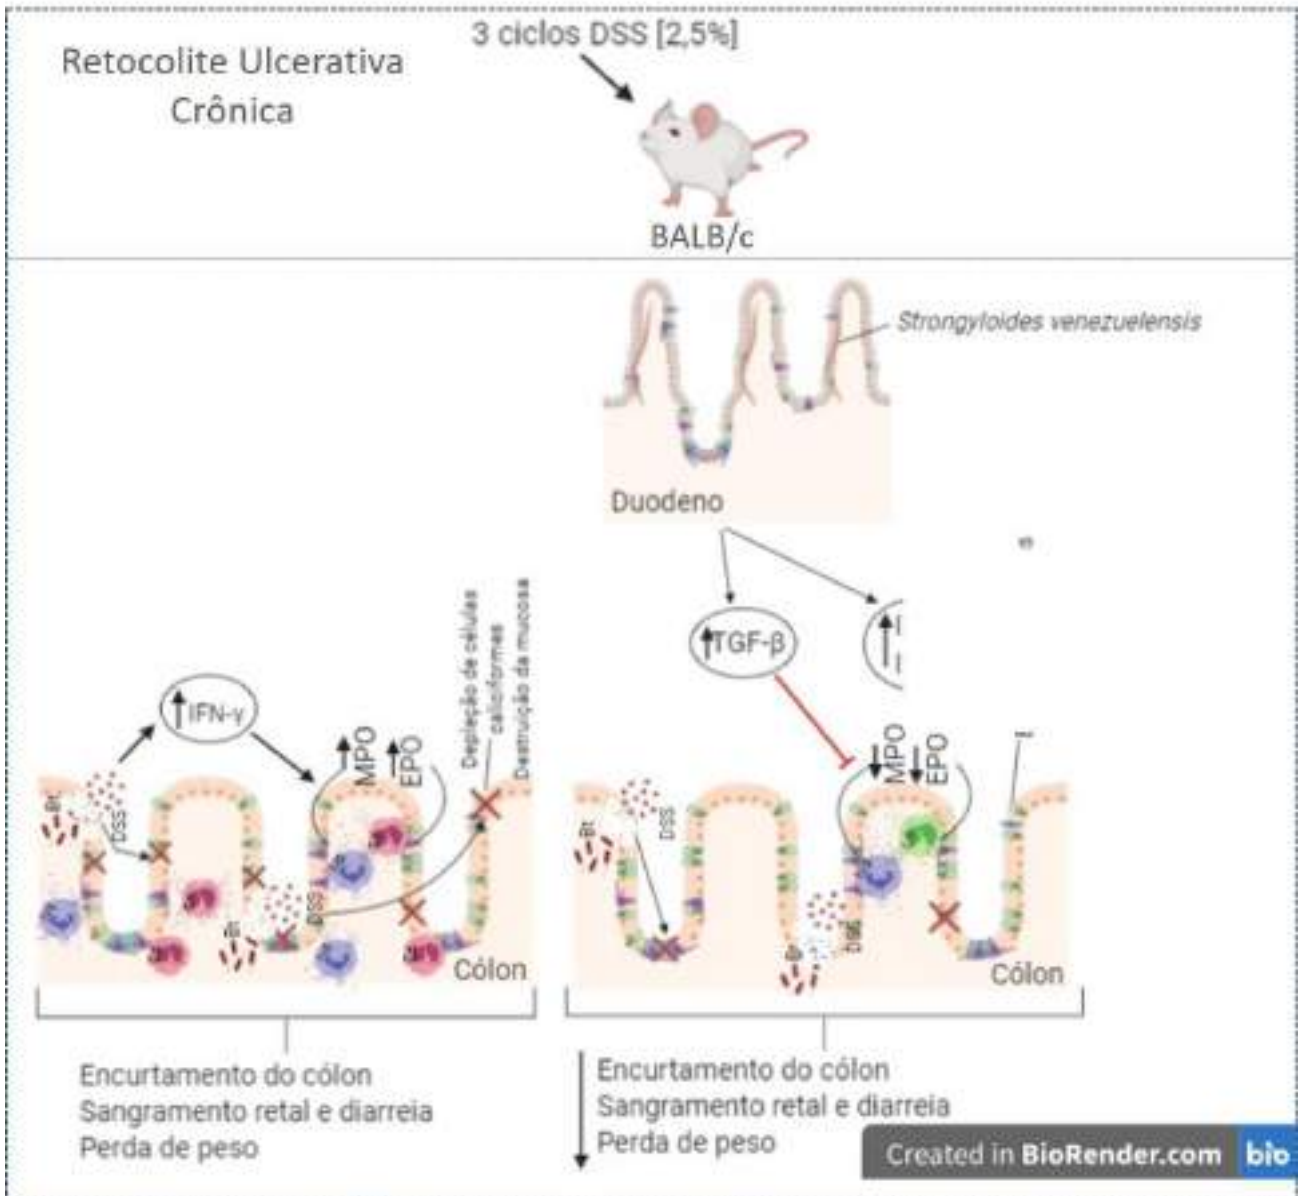 Retocolite Ulcerativa
Crônica
3 ciclos DSS [2,5%]
BALB/c
Strongyloides venezuelensis
Duodeno
TGF-β
IFN-γ
MPO
EPO
Depleção de células
caliciformes
Destruição da mucosa
DSS
DSS
Cólon
MPO
EPO
DSS
DSS
Cólon
Encurtamento do cólon
Sangramento retal e diarreia
Perda de peso
Encurtamento do cólon
Sangramento retal e diarreia
Perda de peso
Created in BioRender.com bio